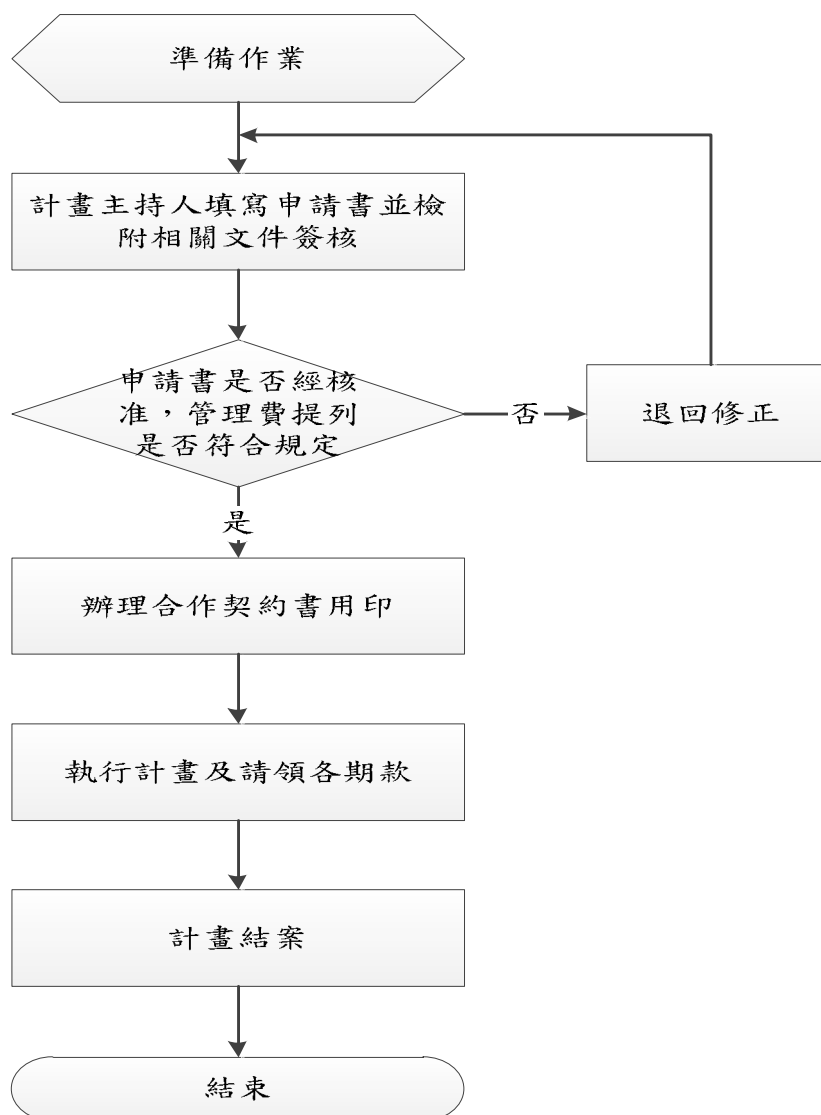 準備作業
計畫主持人填寫申請書並檢
附相關文件簽核
申請書是否經核
准，管理費提列
是否符合規定
否
退回修正
是
辦理合作契約書用印
執行計畫及請領各期款
計畫結案
結束